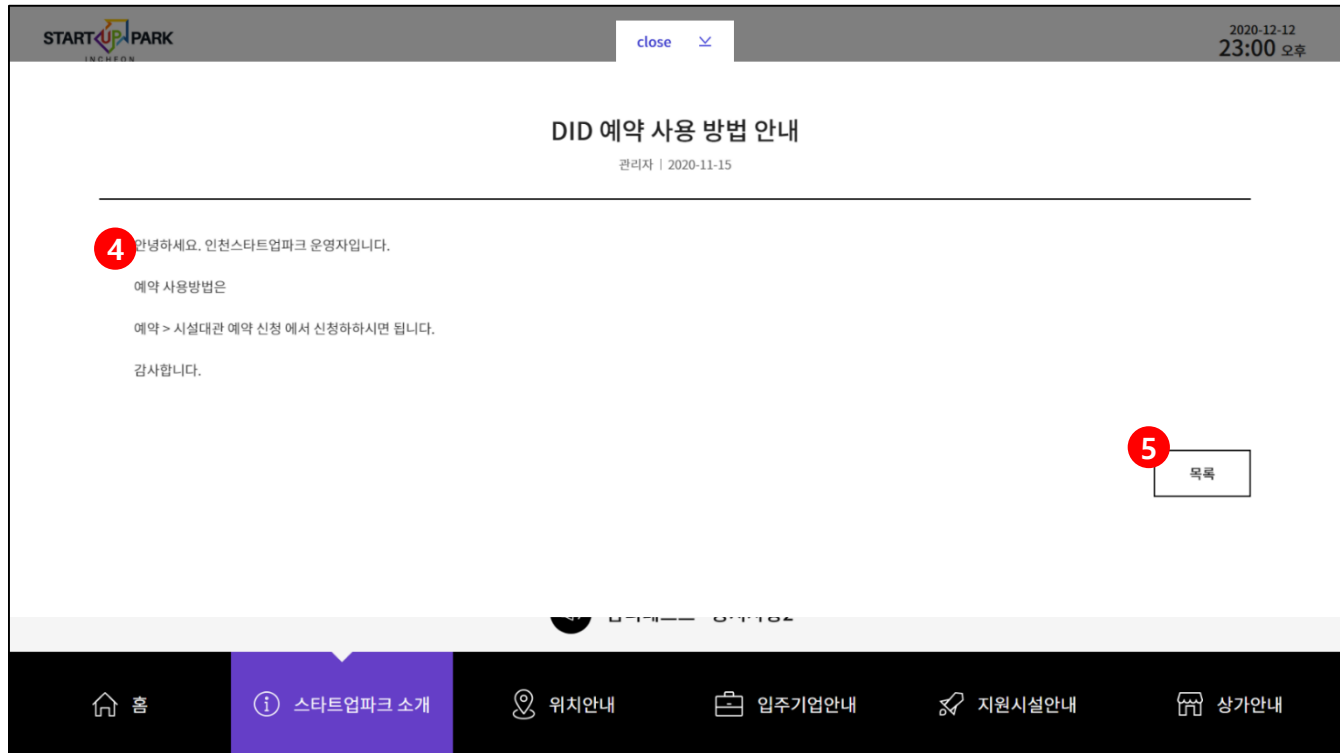 START UP PARK
INCHEON
close
2020-12-12
23:00 오후
DID 예약 사용 방법 안내
관리자 | 2020-11-15
4
안녕하세요. 인천스타트업파크 운영자입니다.
예약 사용방법은
예약 > 시설대관 예약 신청 에서 신청하하시면 됩니다.
감사합니다.
5
목록
홈
스타트업파크 소개
위치안내
입주기업안내
지원시설안내
상가안내